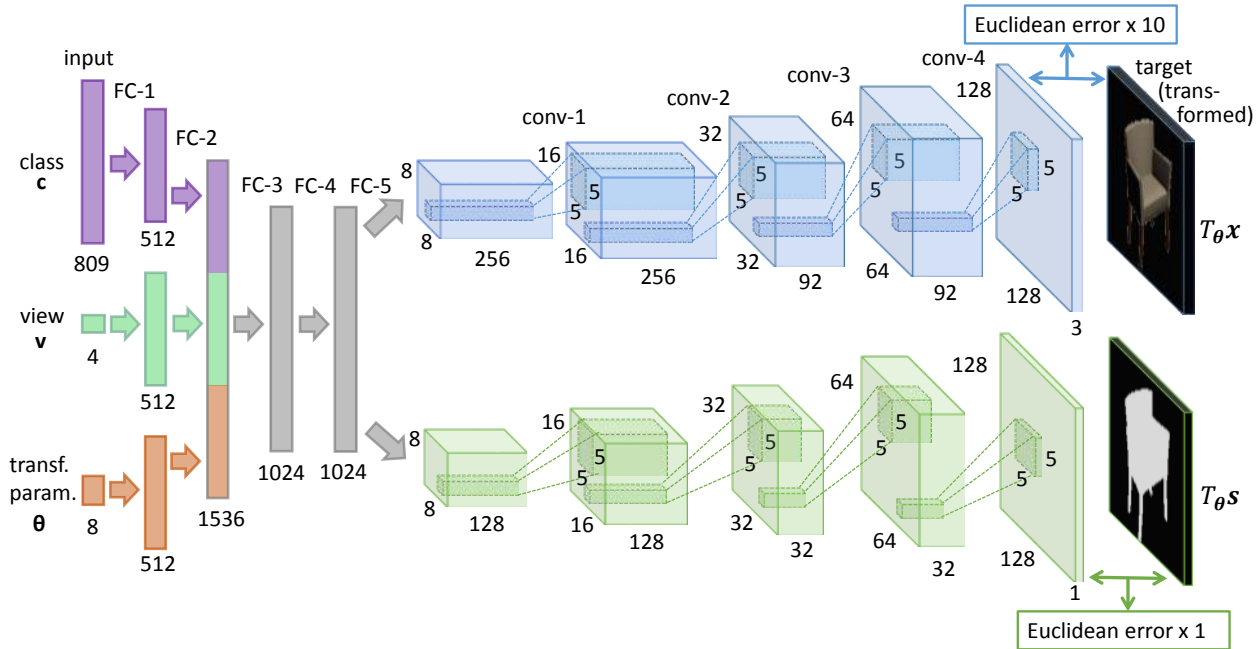 input
FC-1
FC-2
FC-3
FC-4
FC-5
conv-1
conv-2
conv-3
conv-4
Euclidean error x 10
target
(trans-
formed)
class
c
809
512
view
v
4
512
transf.
param.
θ
8
512
1536
1024
1024
8
8
256
16
5
5
16
256
32
5
5
32
92
64
5
5
64
92
128
5
5
128
3
T_θ x
8
8
128
16
5
5
16
128
32
5
5
32
32
64
5
5
64
32
128
5
5
128
1
T_θ s
Euclidean error x 1